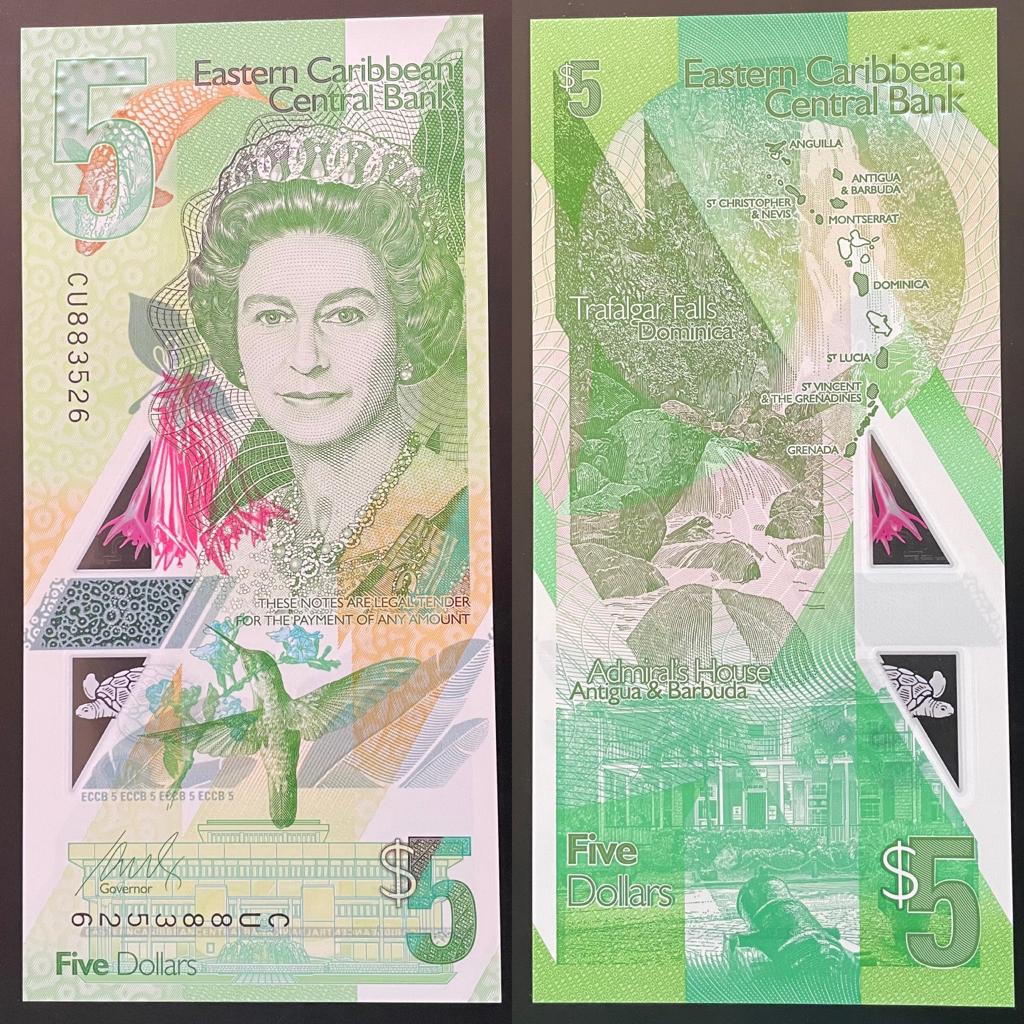 Eastern Caribbean
Central Bank
$5
ANGUILLA
ANTIGUA
& BARBUDA
ST CHRISTOPHER
& NEVIS
MONTSERRAT
DOMINICA
ST LUCIA
ST VINCENT
& THE GRENADINES
GRENADA
Trafalgar Falls
Dominica
Admirals House
Antigua & Barbuda
$5
Five
Dollars
Eastern Caribbean
Central Bank
5
CU883526
THESE NOTES ARE LEGAL TENDER
FOR THE PAYMENT OF ANY AMOUNT
ECCB 5 ECCB 5 ECCB 5 ECCB 5
$5
Governor
CU883526
Five Dollars